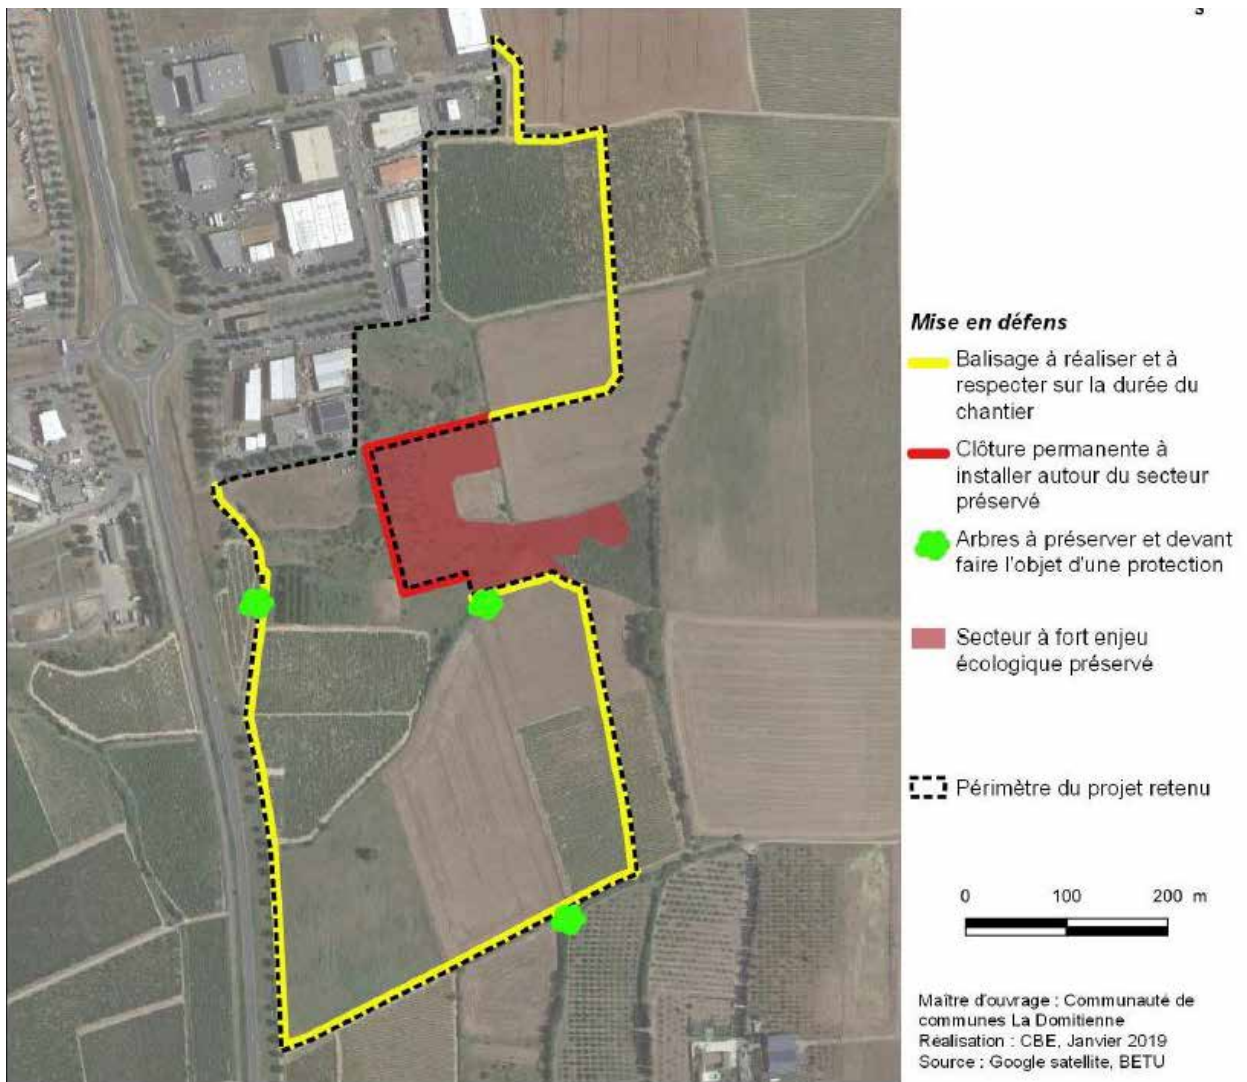 s
Mise en défens
Balisage à réaliser et à
respecter sur la durée du
chantier
Clôture permanente à
installer autour du secteur
préservé
Arbres à préserver et devant
faire l'objet d'une protection
Secteur à fort enjeu
écologique préservé
Périmètre du projet retenu
0 100 200 m
Maître d'ouvrage : Communauté de
communes La Domitienne
Réalisation : CBE, Janvier 2019
Source : Google satellite, BETU